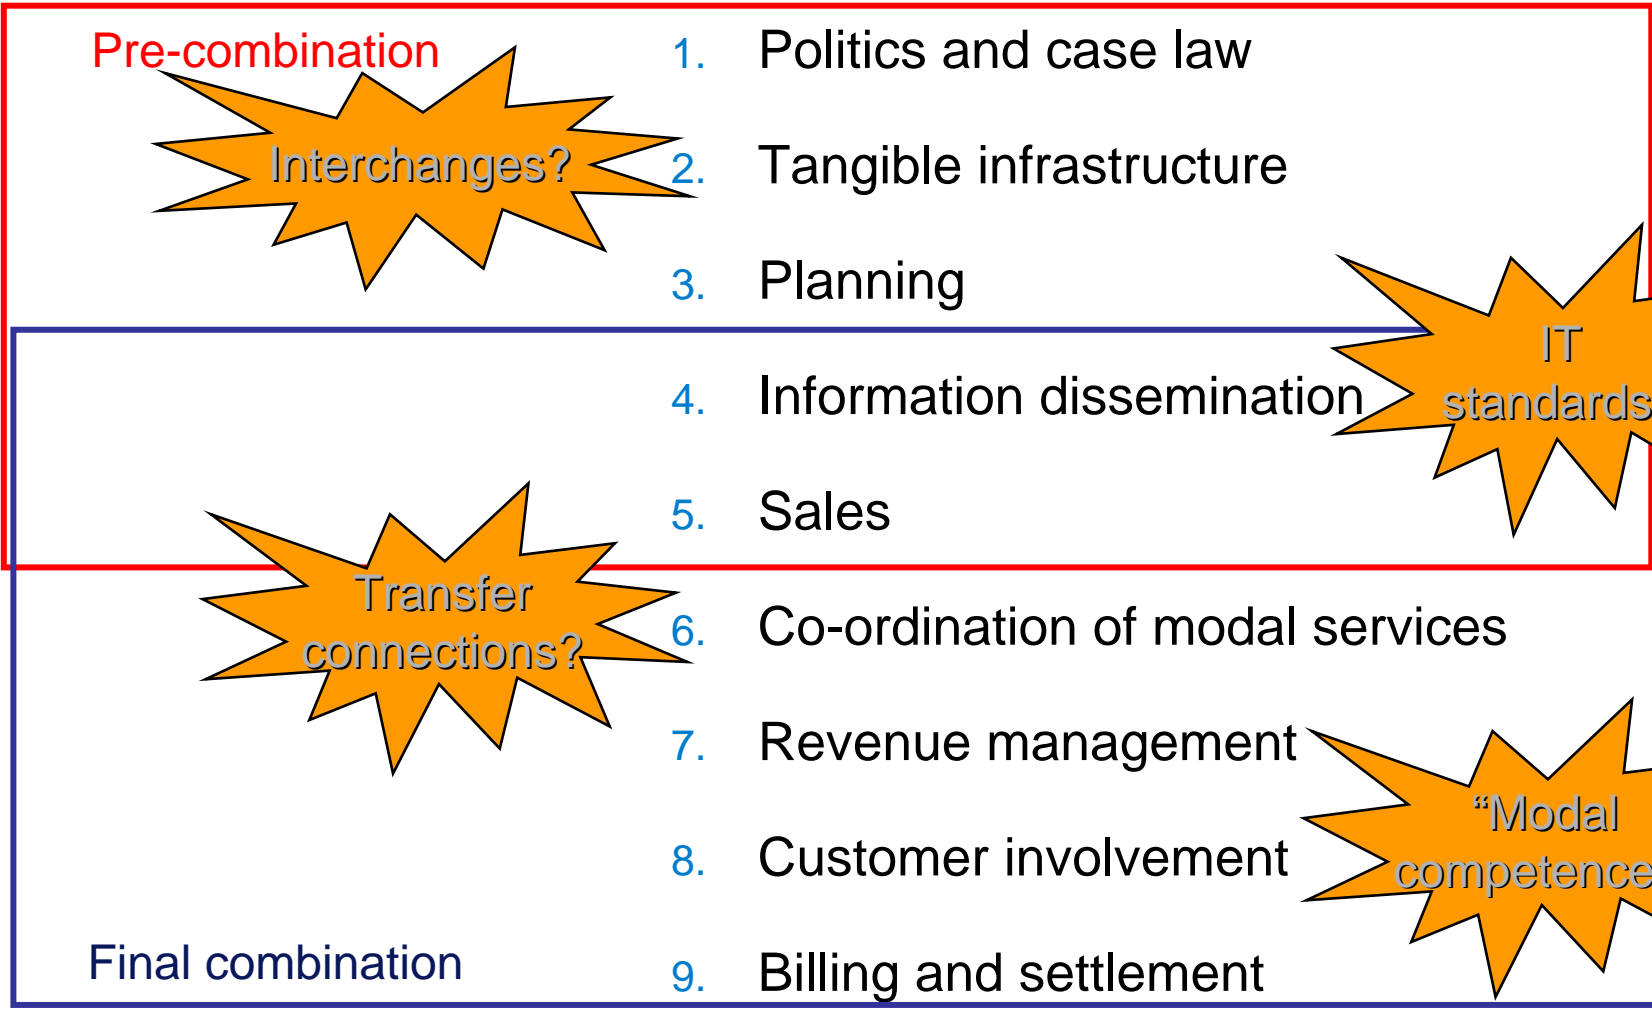 Pre-combination
1. Politics and case law
Interchanges?
2. Tangible infrastructure
3. Planning
IT
standards
4. Information dissemination
5. Sales
Transfer
connections?
6. Co-ordination of modal services
7. Revenue management
“Modal
competence
8. Customer involvement
Final combination
9. Billing and settlement